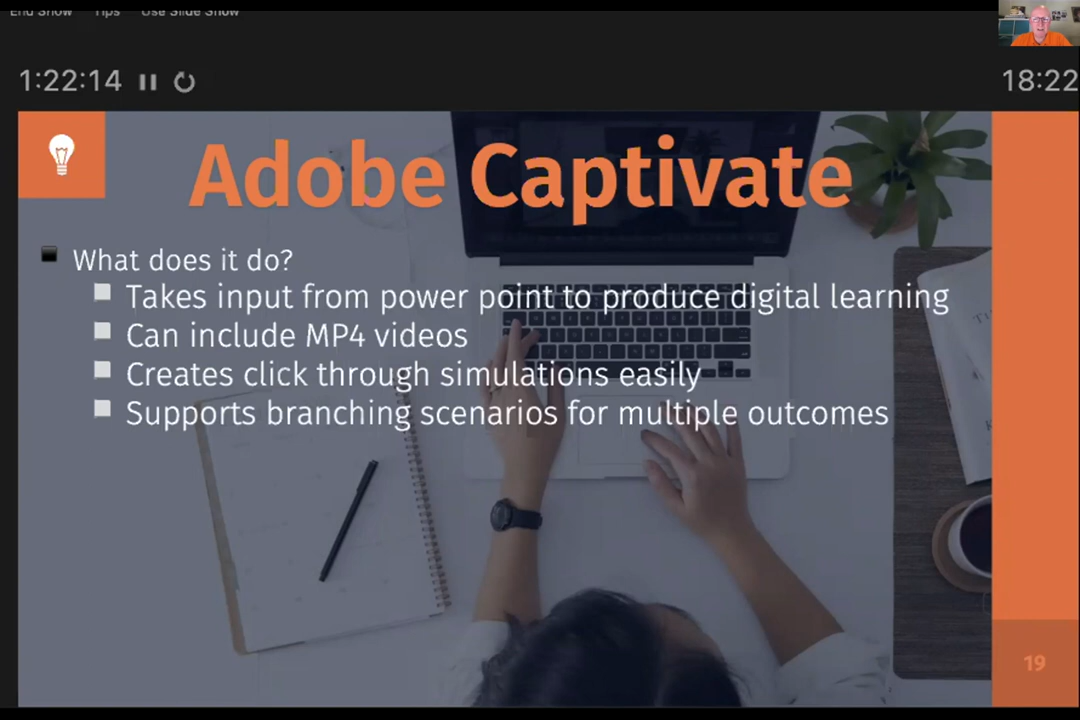 End Show Tips Use Slide Show
1:22:14
18:22
Adobe Captivate
What does it do?
Takes input from power point to produce digital learning
Can include MP4 videos
Creates click through simulations easily
Supports branching scenarios for multiple outcomes
19